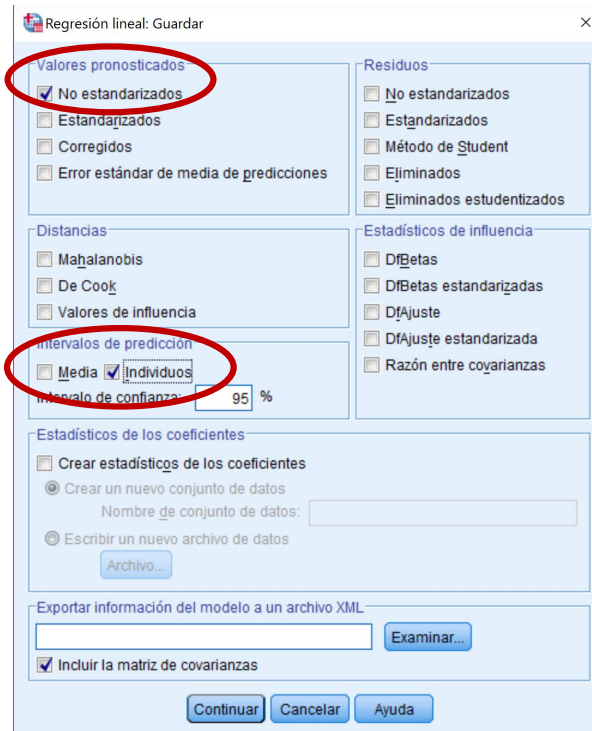 Regresión lineal: Guardar
Valores pronosticados
No estandarizados
Estandarizados
Corregidos
Error estándar de media de predicciones
Residuos
No estandarizados
Estandarizados
Método de Student
Eliminados
Eliminados estudentizados
Distancias
Mahalanobis
De Cook
Valores de influencia
Estadísticos de influencia
DfBetas
DfBetas estandarizadas
DfAjuste
DfAjuste estandarizada
Razón entre covarianzas
Intervalos de predicción
Media Individuos
Intervalo de confianza: 95 %
Estadísticos de los coeficientes
Crear estadísticos de los coeficientes
Crear un nuevo conjunto de datos
Nombre de conjunto de datos:
Escribir un nuevo archivo de datos
Archivo...
Exportar información del modelo a un archivo XML
Examinar...
Incluir la matriz de covarianzas
Continuar Cancelar Ayuda